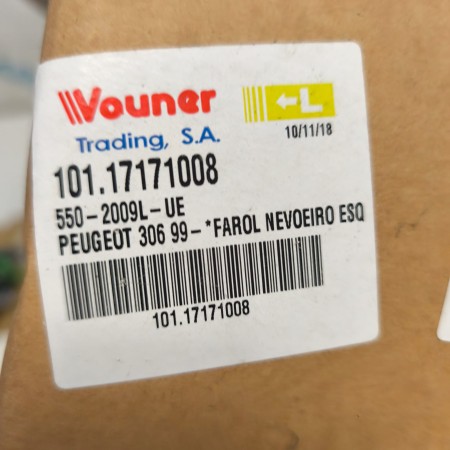 Vouner
Trading, S.A.
←L
10/11/18
101.17171008
550-2009L-UE
PEUGEOT 306 99- *FAROL NEVOEIRO ESQ
101.17171008